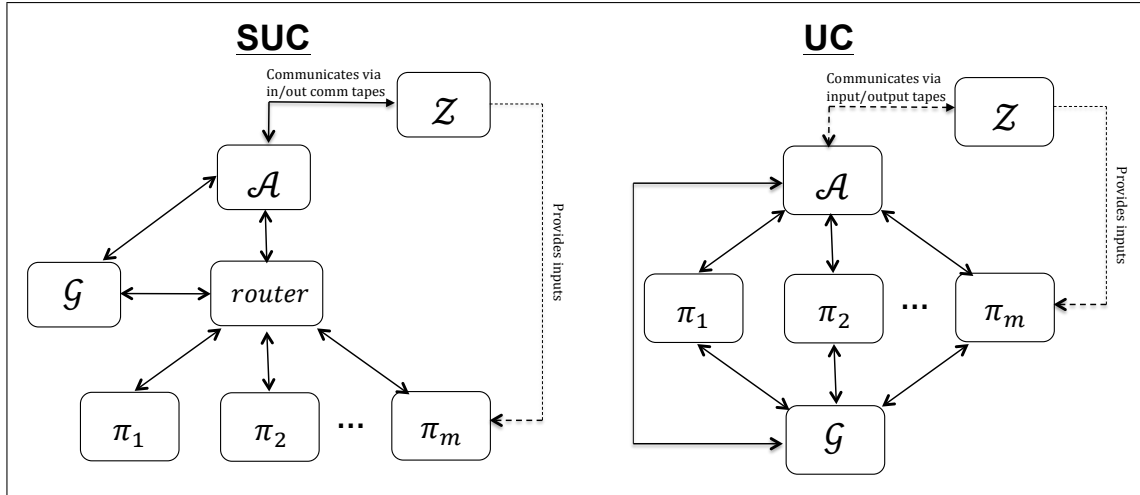 SUC
Communicates via
in/out comm tapes
𝒵
𝒜
Provides inputs
𝒢
router
π₁
π₂
...
πₘ
UC
Communicates via
input/output tapes
𝒵
𝒜
Provides inputs
π₁
π₂
...
πₘ
𝒢